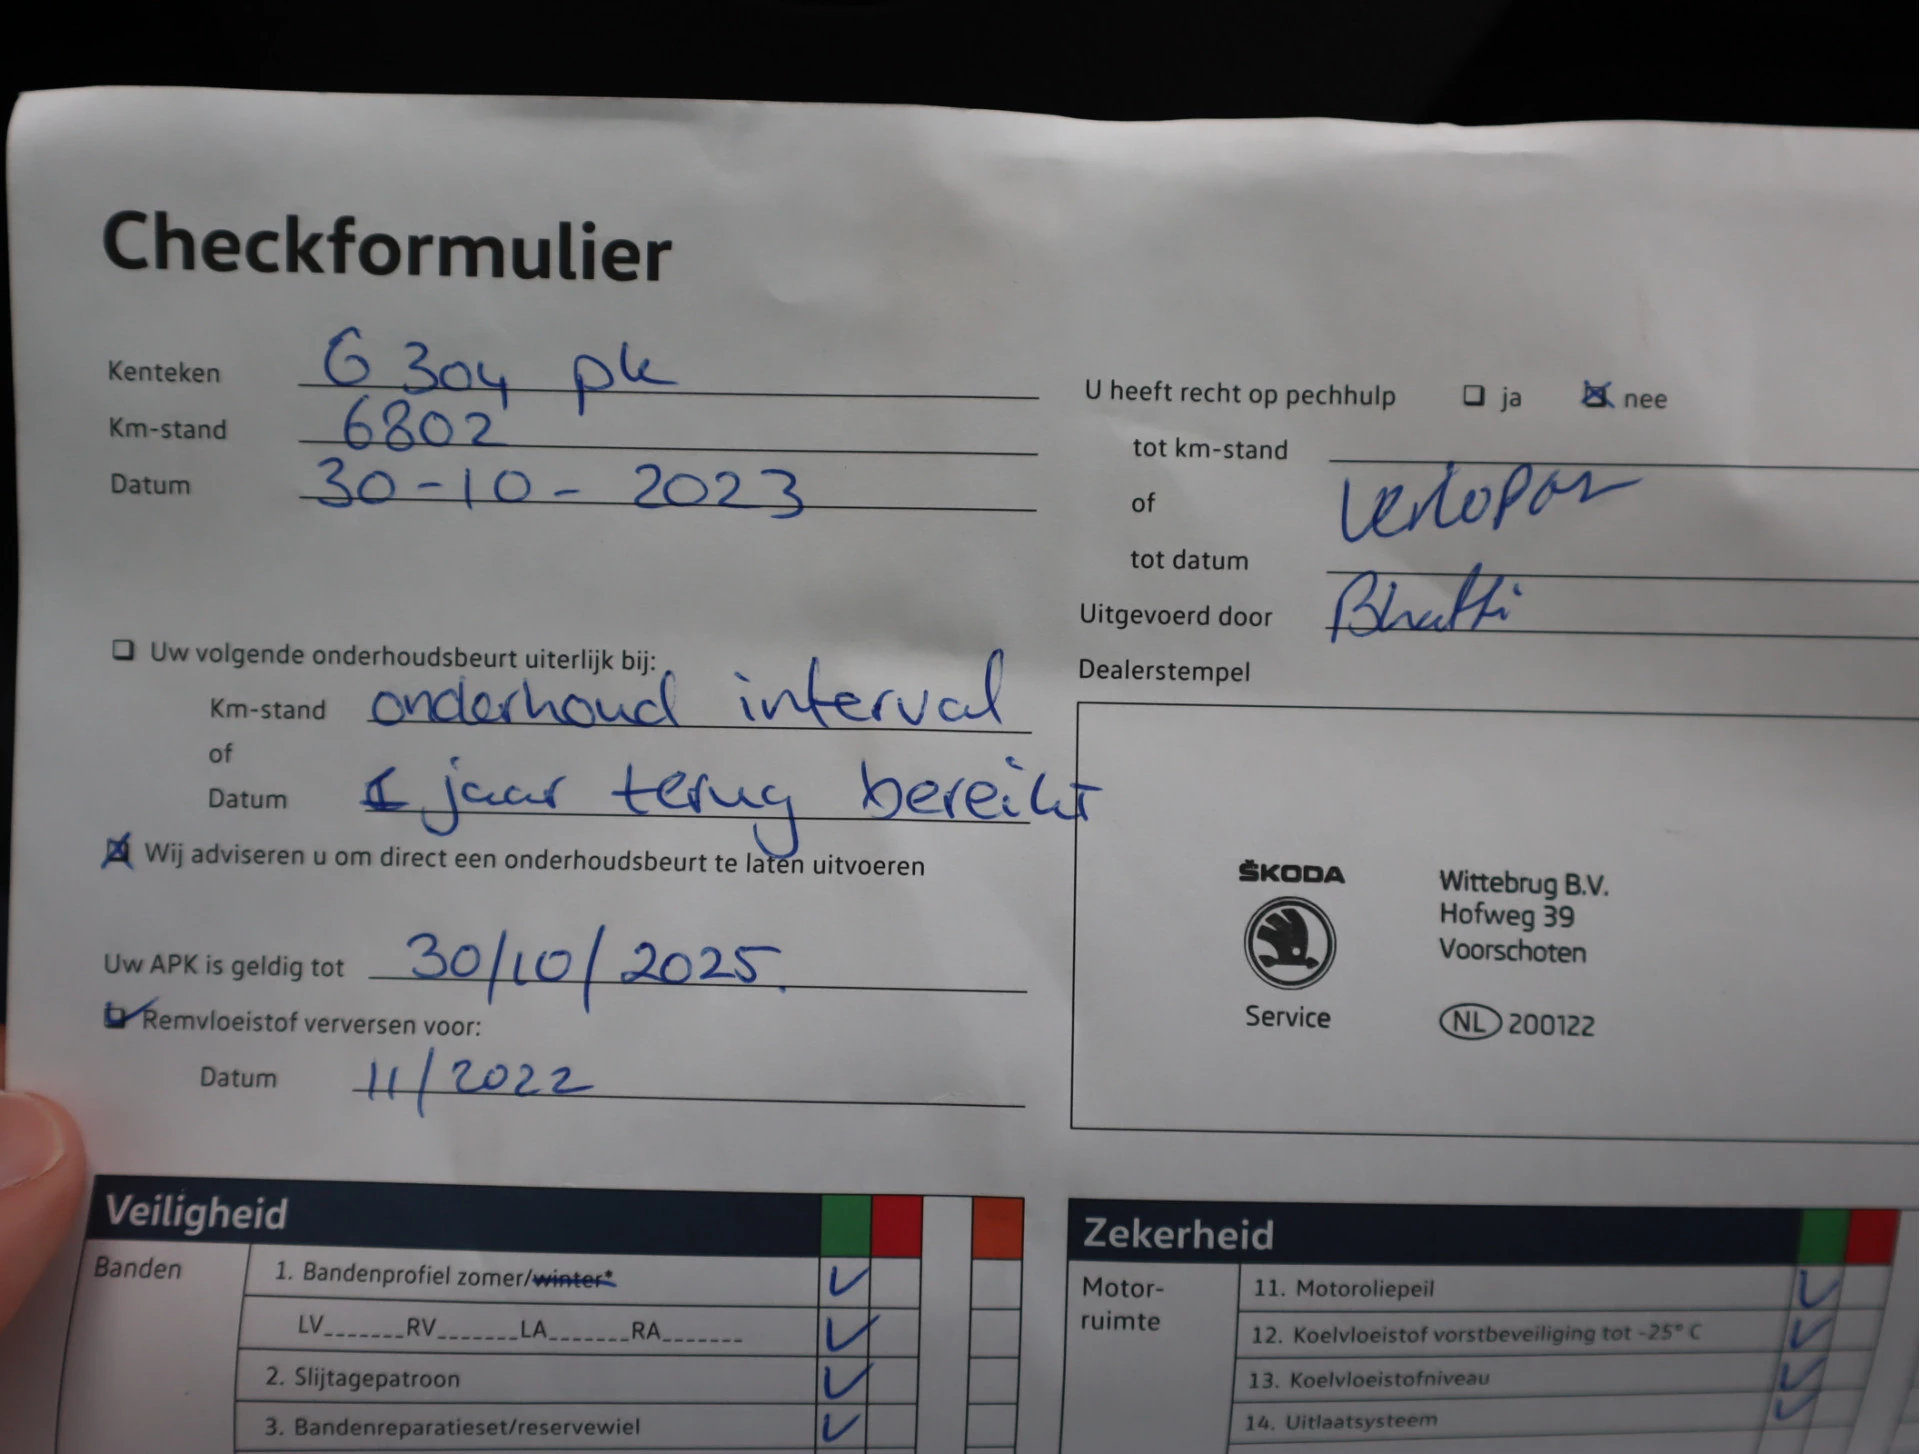 Checkformulier
Kenteken G 304 pk
Km-stand 6802
Datum 30-10-2023
Uw volgende onderhoudsbeurt uiterlijk bij:
Km-stand onderhoud interval
of
Datum 1 jaar terug bereikt
Wij adviseren u om direct een onderhoudsbeurt te laten uitvoeren
Uw APK is geldig tot 30/10/2025.
Remvloeistof verversen voor:
Datum 11/2022
U heeft recht op pechhulp ja nee
tot km-stand
of verlopen
tot datum
Uitgevoerd door Bhatti
Dealerstempel
ŠKODA
Service
Wittebrug B.V.
Hofweg 39
Voorschoten
NL 200122
Veiligheid
Banden
1. Bandenprofiel zomer/winter*
LV_______RV_______LA_______RA_______
2. Slijtagepatroon
3. Bandenreparatieset/reservewiel
Zekerheid
Motor-
ruimte
11. Motoroliepeil
12. Koelvloeistof vorstbeveiliging tot -25° C
13. Koelvloeistofniveau
14. Uitlaatsysteem